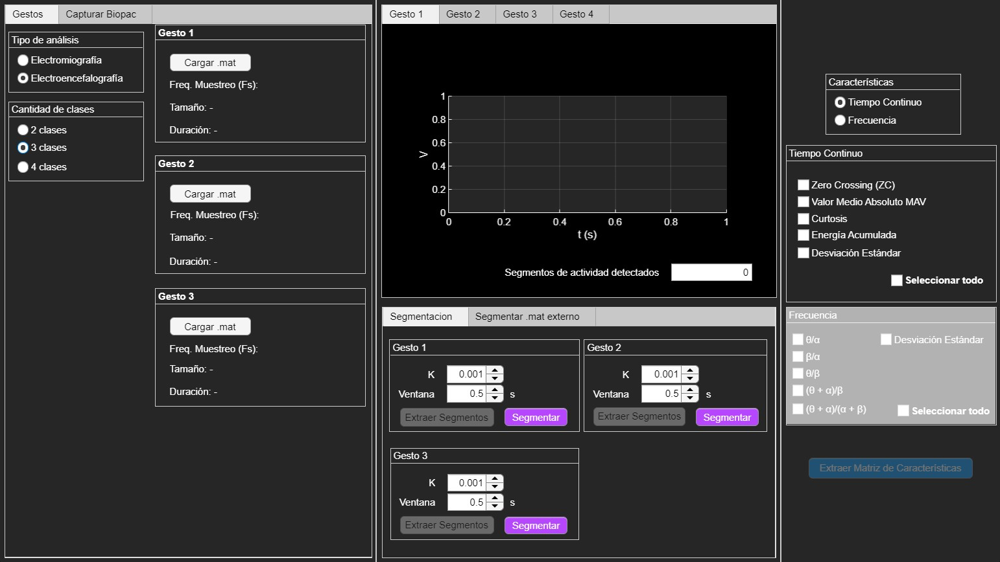 Gestos
Capturar Biopac
Tipo de análisis
Electromiografía
Electroencefalografía
Cantidad de clases
2 clases
3 clases
4 clases
Gesto 1
Cargar .mat
Freq. Muestreo (Fs):
Tamaño: -
Duración: -
Gesto 2
Cargar .mat
Freq. Muestreo (Fs):
Tamaño: -
Duración: -
Gesto 3
Cargar .mat
Freq. Muestreo (Fs):
Tamaño: -
Duración: -
Gesto 1
Gesto 2
Gesto 3
Gesto 4
1
0.8
0.6
0.4
0.2
0
V
0 0.2 0.4 0.6 0.8 1
t (s)
Segmentos de actividad detectados 0
Segmentacion
Segmentar .mat externo
Gesto 1
K 0.001
Ventana 0.5 s
Extraer Segmentos Segmentar
Gesto 2
K 0.001
Ventana 0.5 s
Extraer Segmentos Segmentar
Gesto 3
K 0.001
Ventana 0.5 s
Extraer Segmentos Segmentar
Características
Tiempo Continuo
Frecuencia
Tiempo Continuo
Zero Crossing (ZC)
Valor Medio Absoluto MAV
Curtosis
Energía Acumulada
Desviación Estándar
Seleccionar todo
Frecuencia
θ/α
Desviación Estándar
β/α
θ/β
(θ + α)/β
(θ + α)/(α + β)
Seleccionar todo
Extraer Matriz de Características